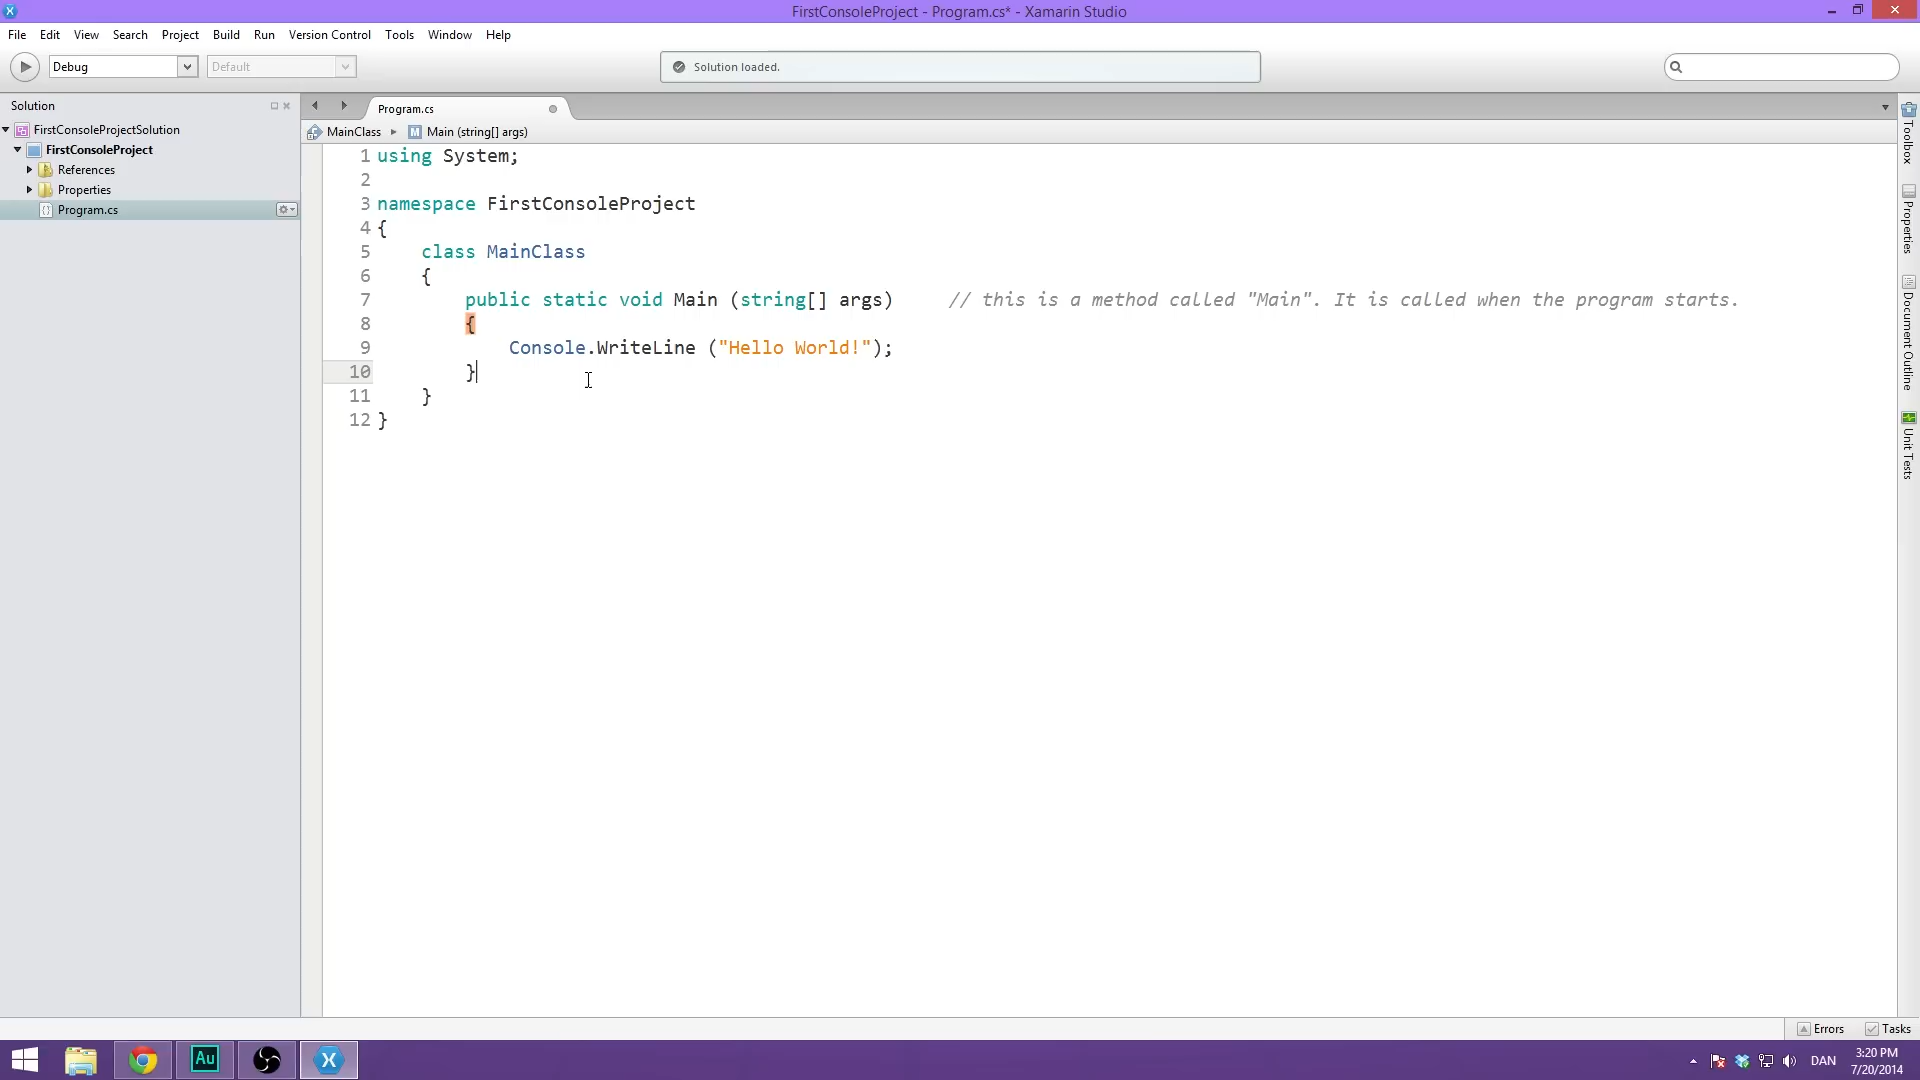 FirstConsoleProject - Program.cs* - Xamarin Studio
File Edit View Search Project Build Run Version Control Tools Window Help
Debug Default Solution loaded.
Solution
Program.cs
MainClass Main (string[] args)
FirstConsoleProjectSolution
FirstConsoleProject
References
Properties
Program.cs
1 using System;
2
3 namespace FirstConsoleProject
4 {
5 class MainClass
6 {
7 public static void Main (string[] args) // this is a method called "Main". It is called when the program starts.
8 {
9 Console.WriteLine ("Hello World!");
10 }
11 }
12 }
Toolbox
Properties
Document Outline
Unit Tests
Errors Tasks
Au
DAN
3:20 PM
7/20/2014